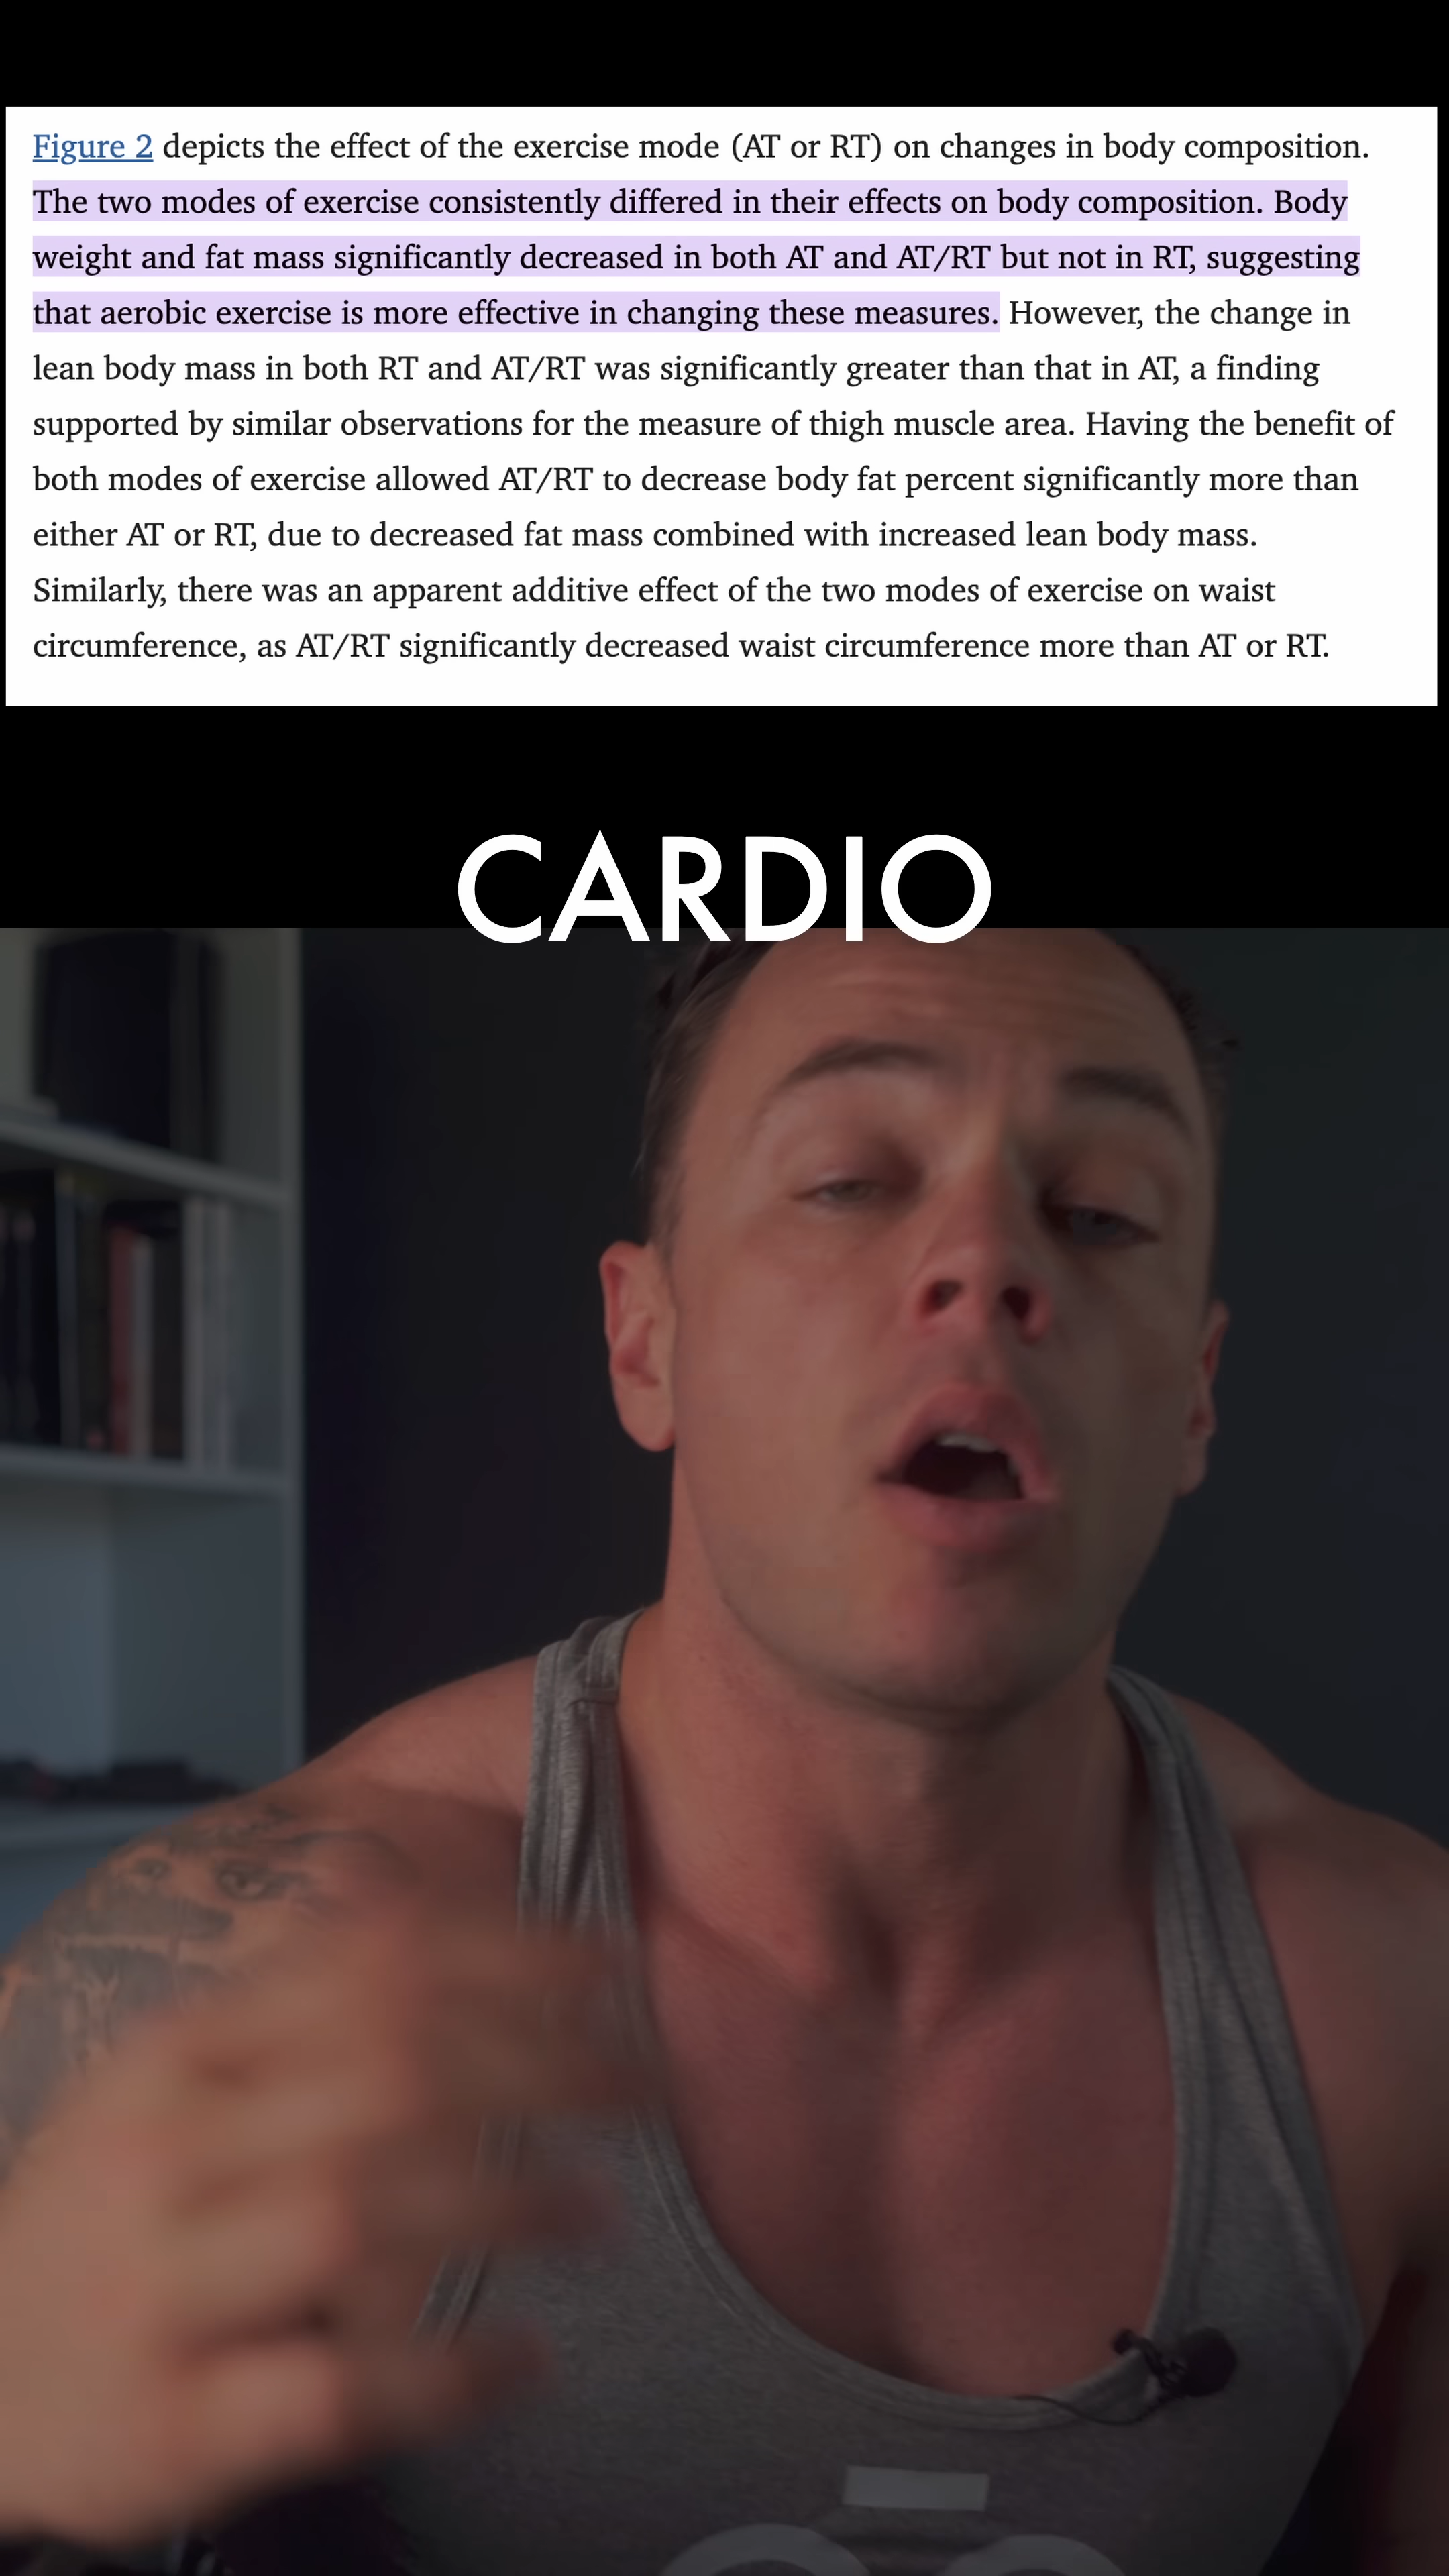 Figure 2 depicts the effect of the exercise mode (AT or RT) on changes in body composition.
The two modes of exercise consistently differed in their effects on body composition. Body
weight and fat mass significantly decreased in both AT and AT/RT but not in RT, suggesting
that aerobic exercise is more effective in changing these measures. However, the change in
lean body mass in both RT and AT/RT was significantly greater than that in AT, a finding
supported by similar observations for the measure of thigh muscle area. Having the benefit of
both modes of exercise allowed AT/RT to decrease body fat percent significantly more than
either AT or RT, due to decreased fat mass combined with increased lean body mass.
Similarly, there was an apparent additive effect of the two modes of exercise on waist
circumference, as AT/RT significantly decreased waist circumference more than AT or RT.
CARDIO